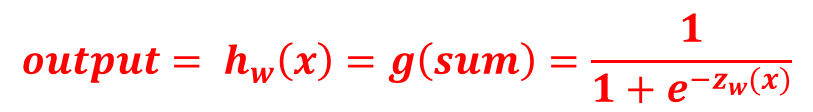 output = h_w(x) = g(sum) = 1 / (1 + e^{-z_w(x)})